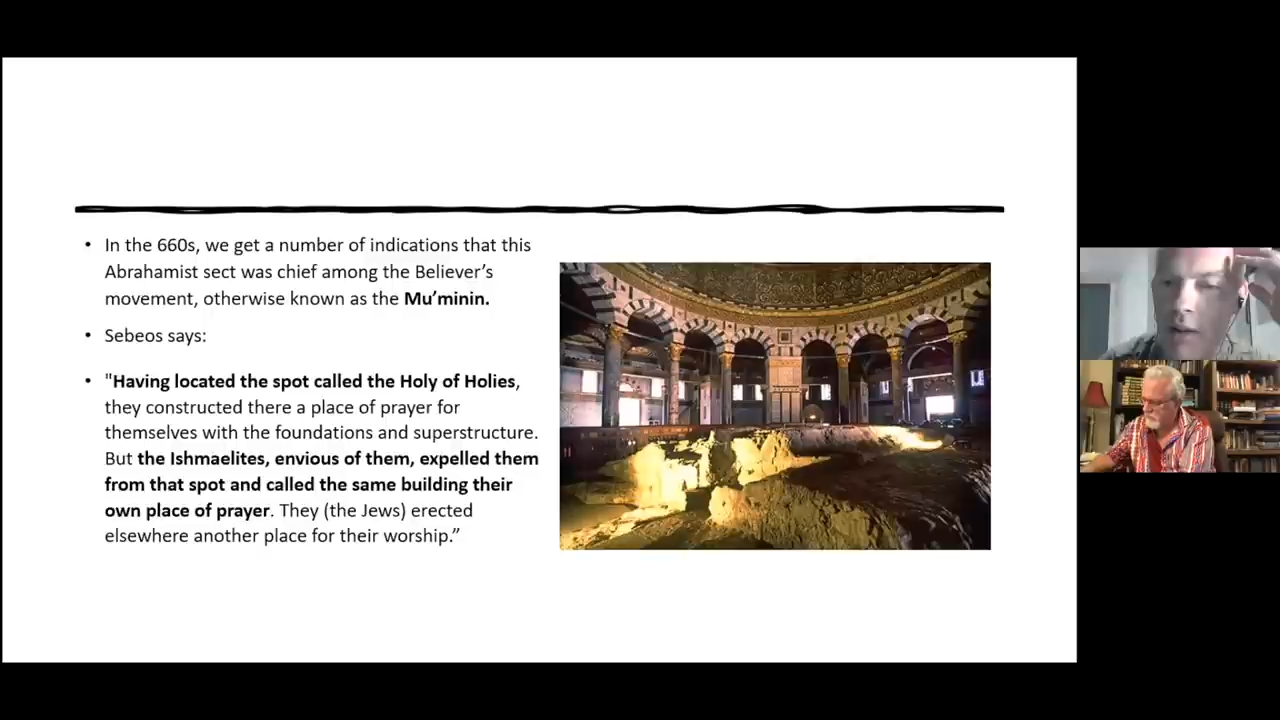 • In the 660s, we get a number of indications that this
Abrahamist sect was chief among the Believer’s
movement, otherwise known as the Mu’minin.
• Sebeos says:
• "Having located the spot called the Holy of Holies,
they constructed there a place of prayer for
themselves with the foundations and superstructure.
But the Ishmaelites, envious of them, expelled them
from that spot and called the same building their
own place of prayer. They (the Jews) erected
elsewhere another place for their worship.”